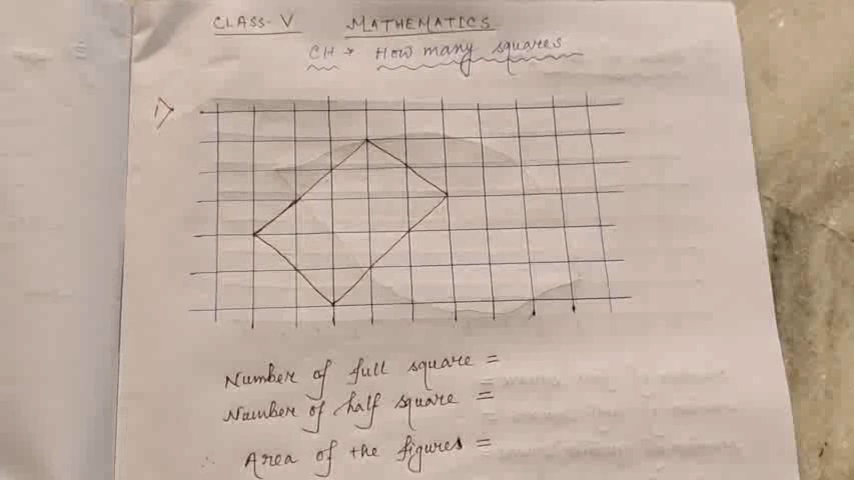 CLASS- V MATHEMATICS
CH → How many squares
1)
Number of full square =
Number of half square =
∴ Area of the figures =